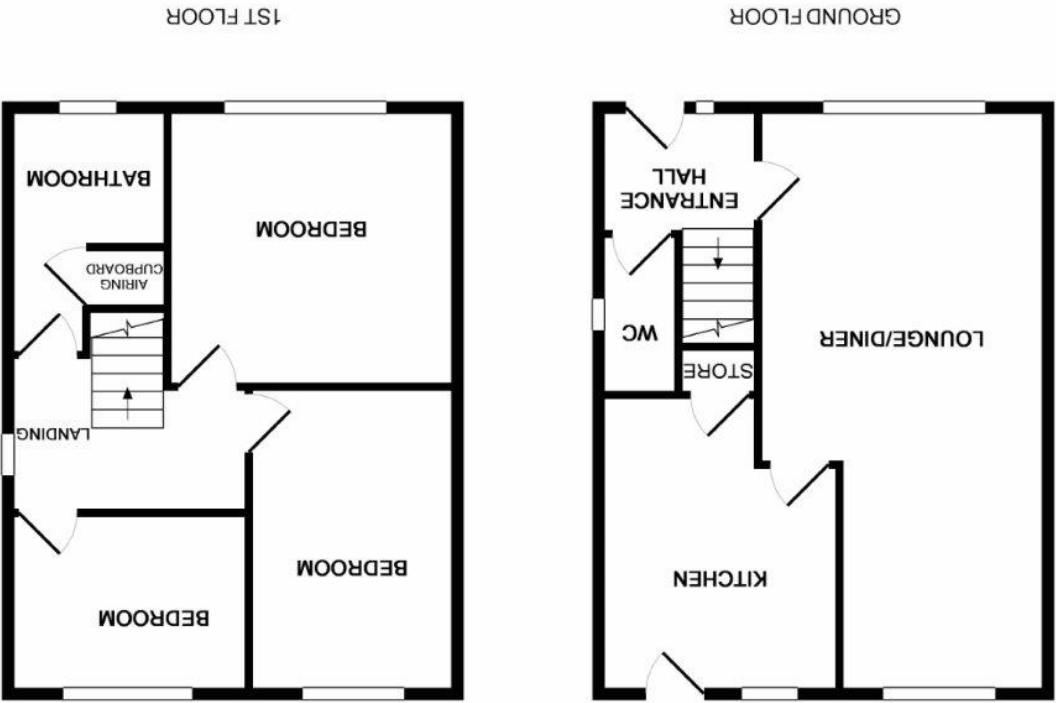 GROUND FLOOR
KITCHEN
STORE
WC
LOUNGE/DINER
ENTRANCE
HALL
1ST FLOOR
BEDROOM
BEDROOM
LANDING
AIRING
CUPBOARD
BEDROOM
BATHROOM